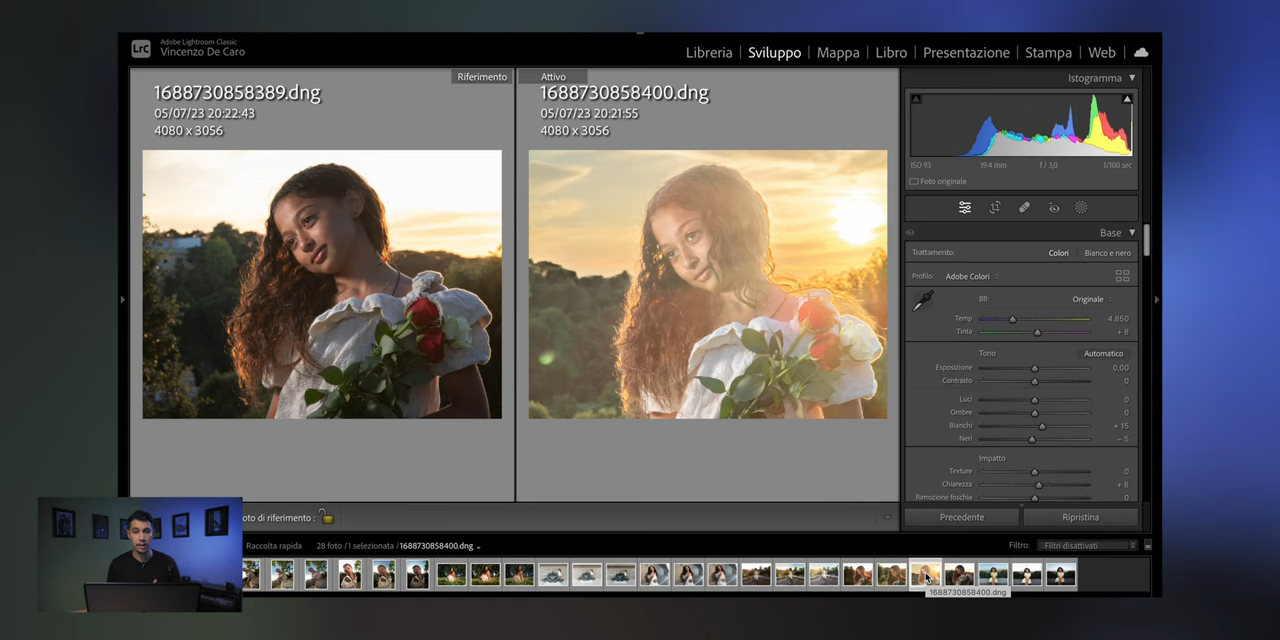 LrC
Adobe Lightroom Classic
Vincenzo De Caro
Libreria | Sviluppo | Mappa | Libro | Presentazione | Stampa | Web
Riferimento
Attivo
Istogramma
1688730858389.dng
05/07/23 20:22:43
4080 x 3056
1688730858400.dng
05/07/23 20:21:55
4080 x 3056
ISO 93 19.4 mm f / 3,0 1/100 sec
Foto originale
Base
Trattamento: Colori Bianco e nero
Profilo: Adobe Colori
BB: Originale
Temp 4.850
Tinta + 6
Tono Automatico
Esposizione 0,00
Contrasto 0
Luci 0
Ombre 0
Bianchi + 15
Neri - 5
Impatto
Texture 0
Chiarezza + 8
Rimozione foschia 0
oto di riferimento :
Precedente Ripristina
Raccolta rapida 28 foto /1 selezionata /1688730858400.dng
Filtro: Filtri disattivati
1688730858400.dng